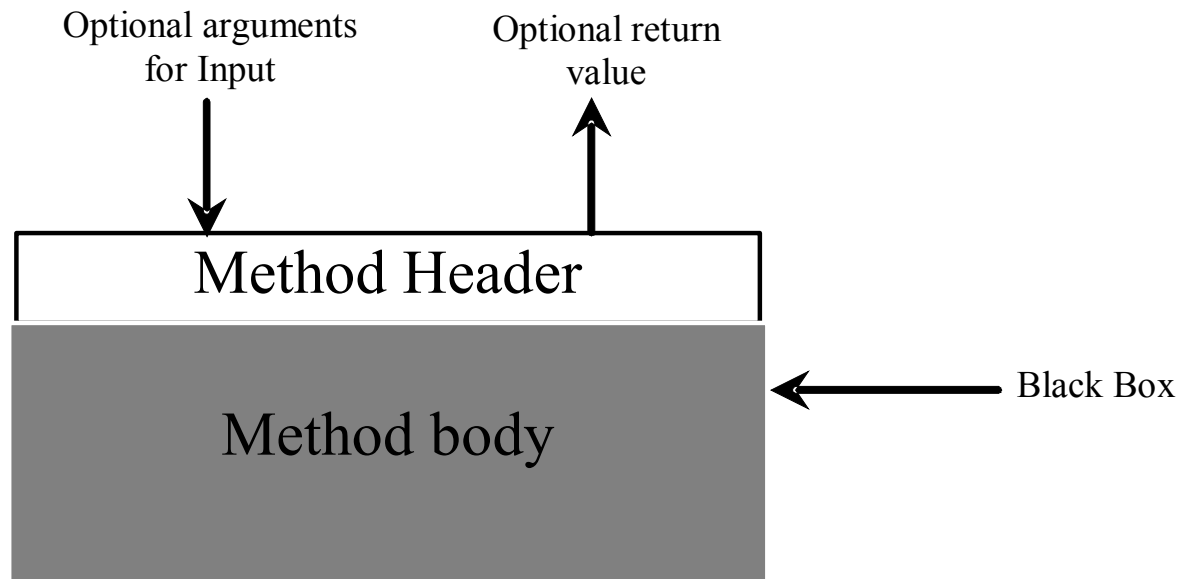 Optional arguments
for Input
Optional return
value
Method Header
Method body
Black Box